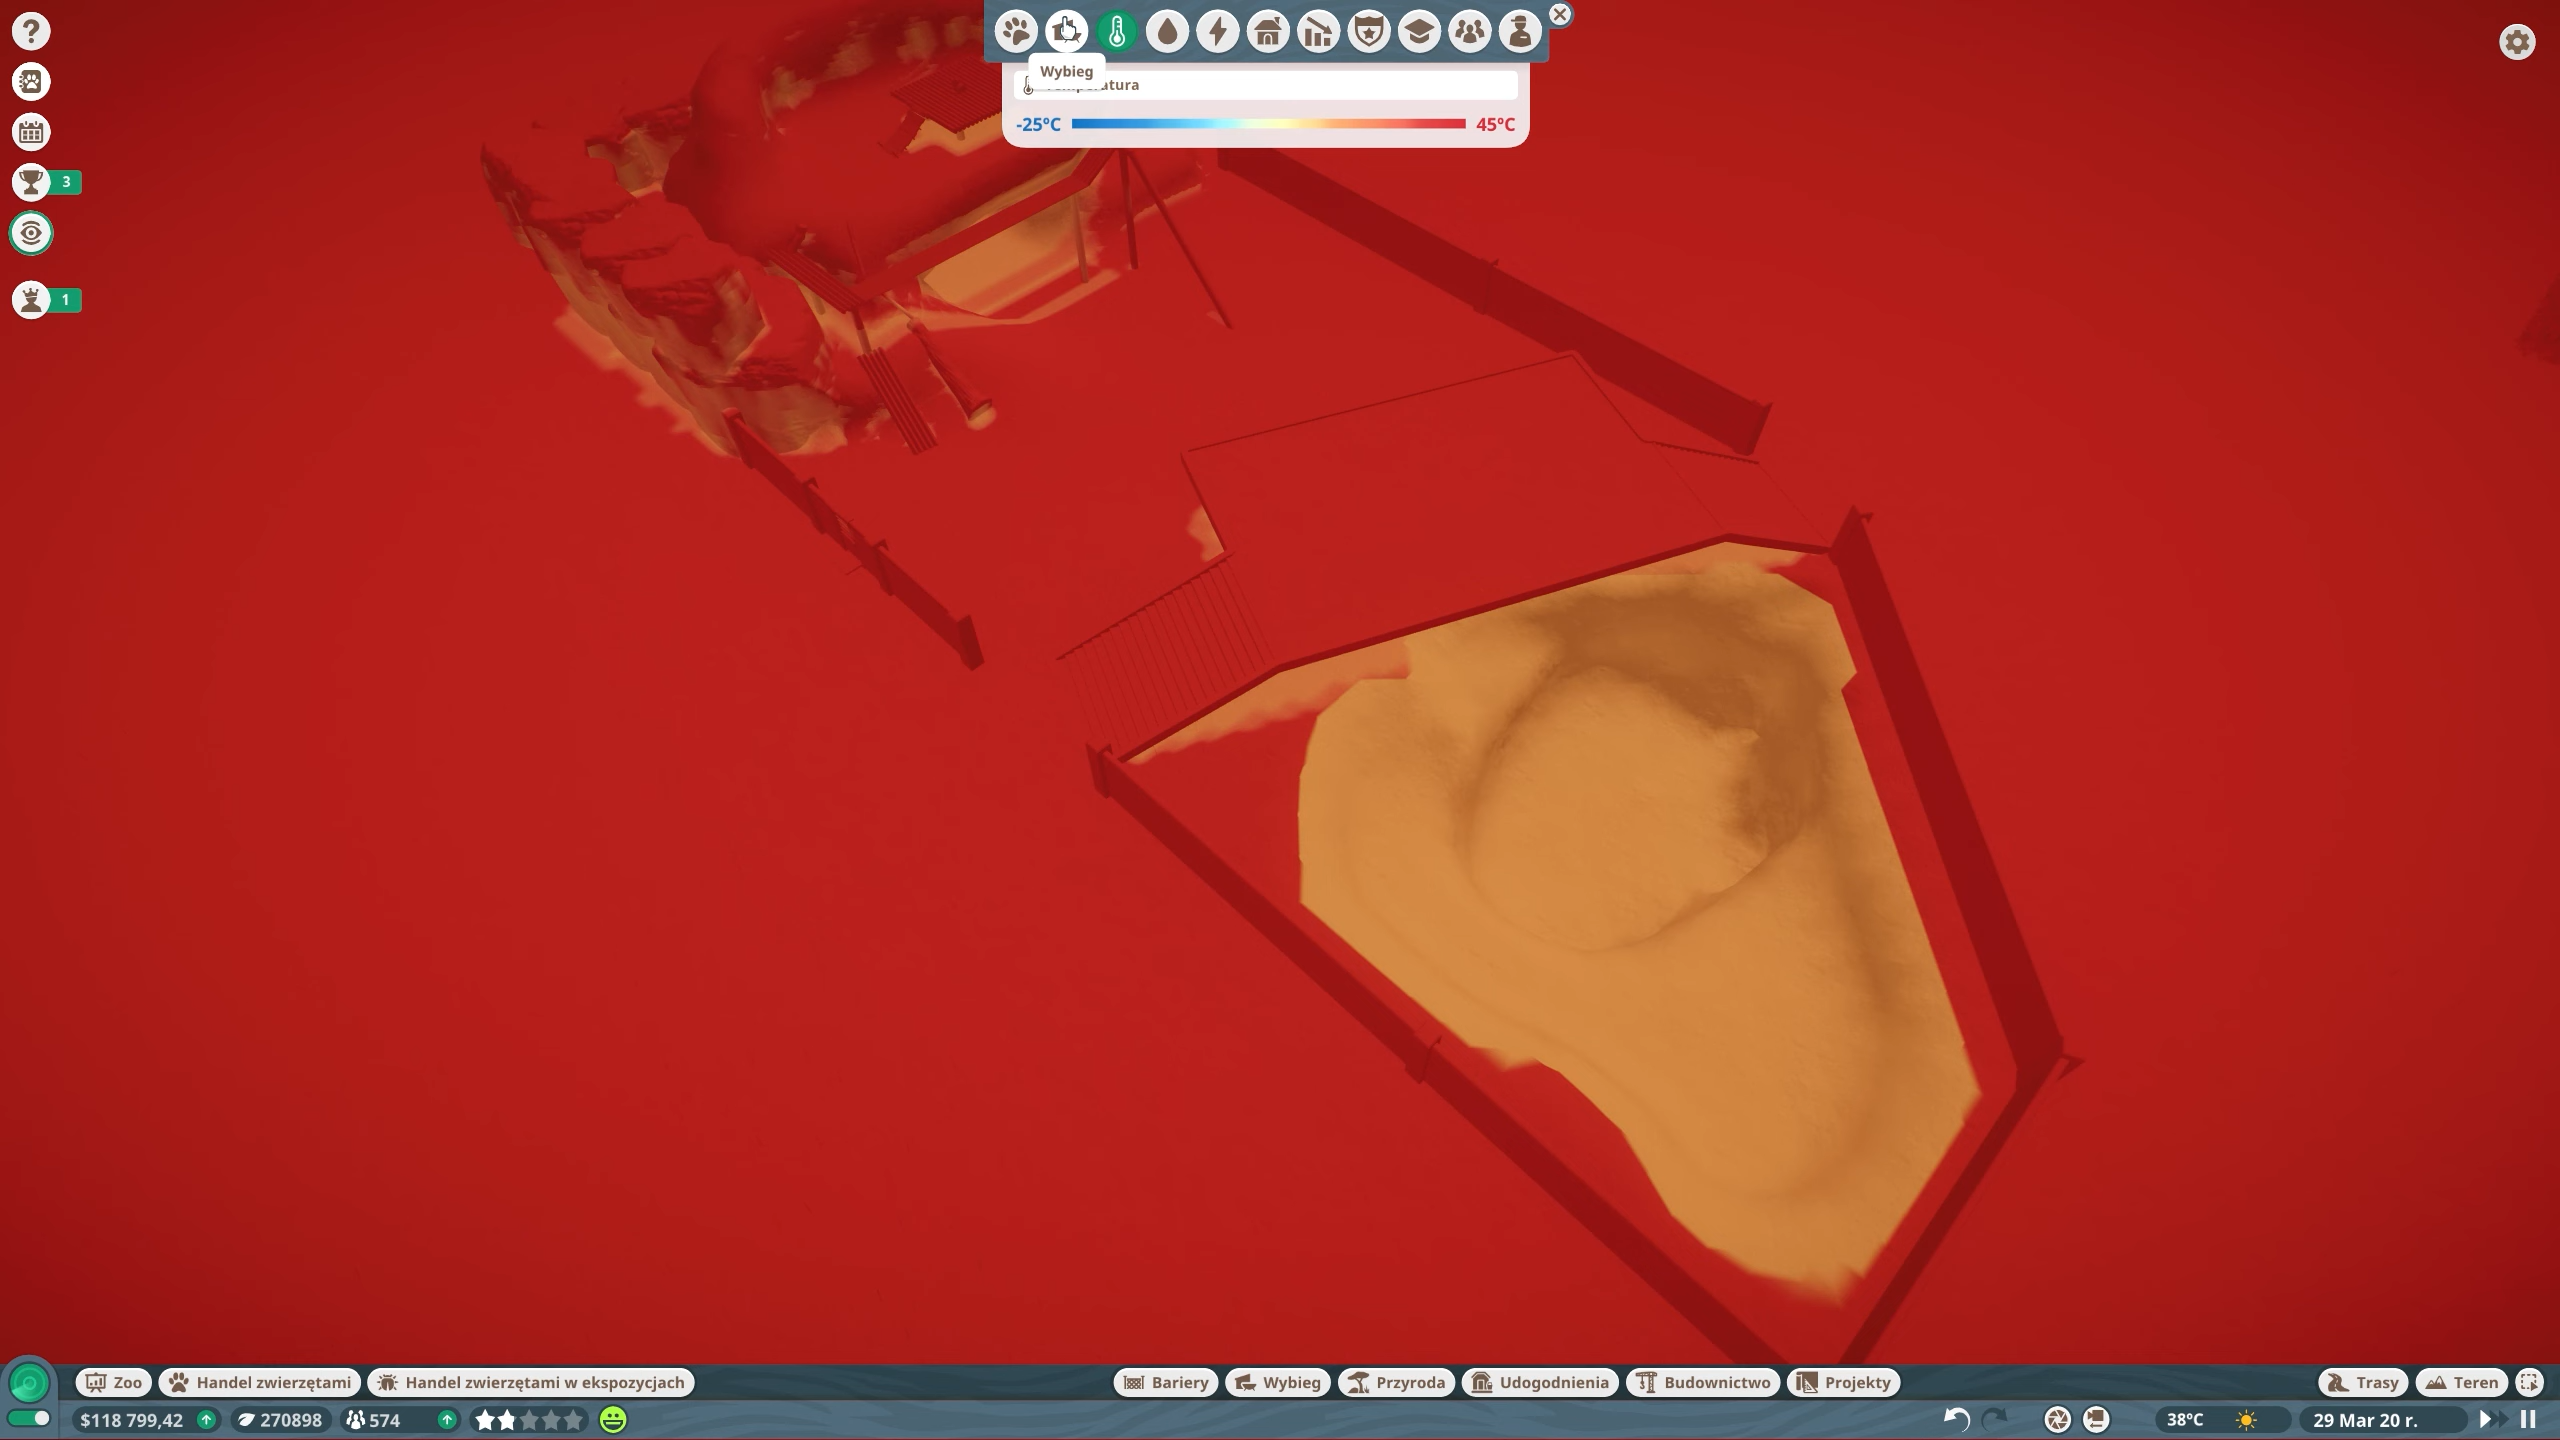 Wybieg
atura
-25°C 45°C
3
1
Zoo Handel zwierzętami Handel zwierzętami w ekspozycjach Bariery Wybieg Przyroda Udogodnienia Budownictwo Projekty Trasy Teren
$118 799,42 270898 574 38°C 29 Mar 20 r.